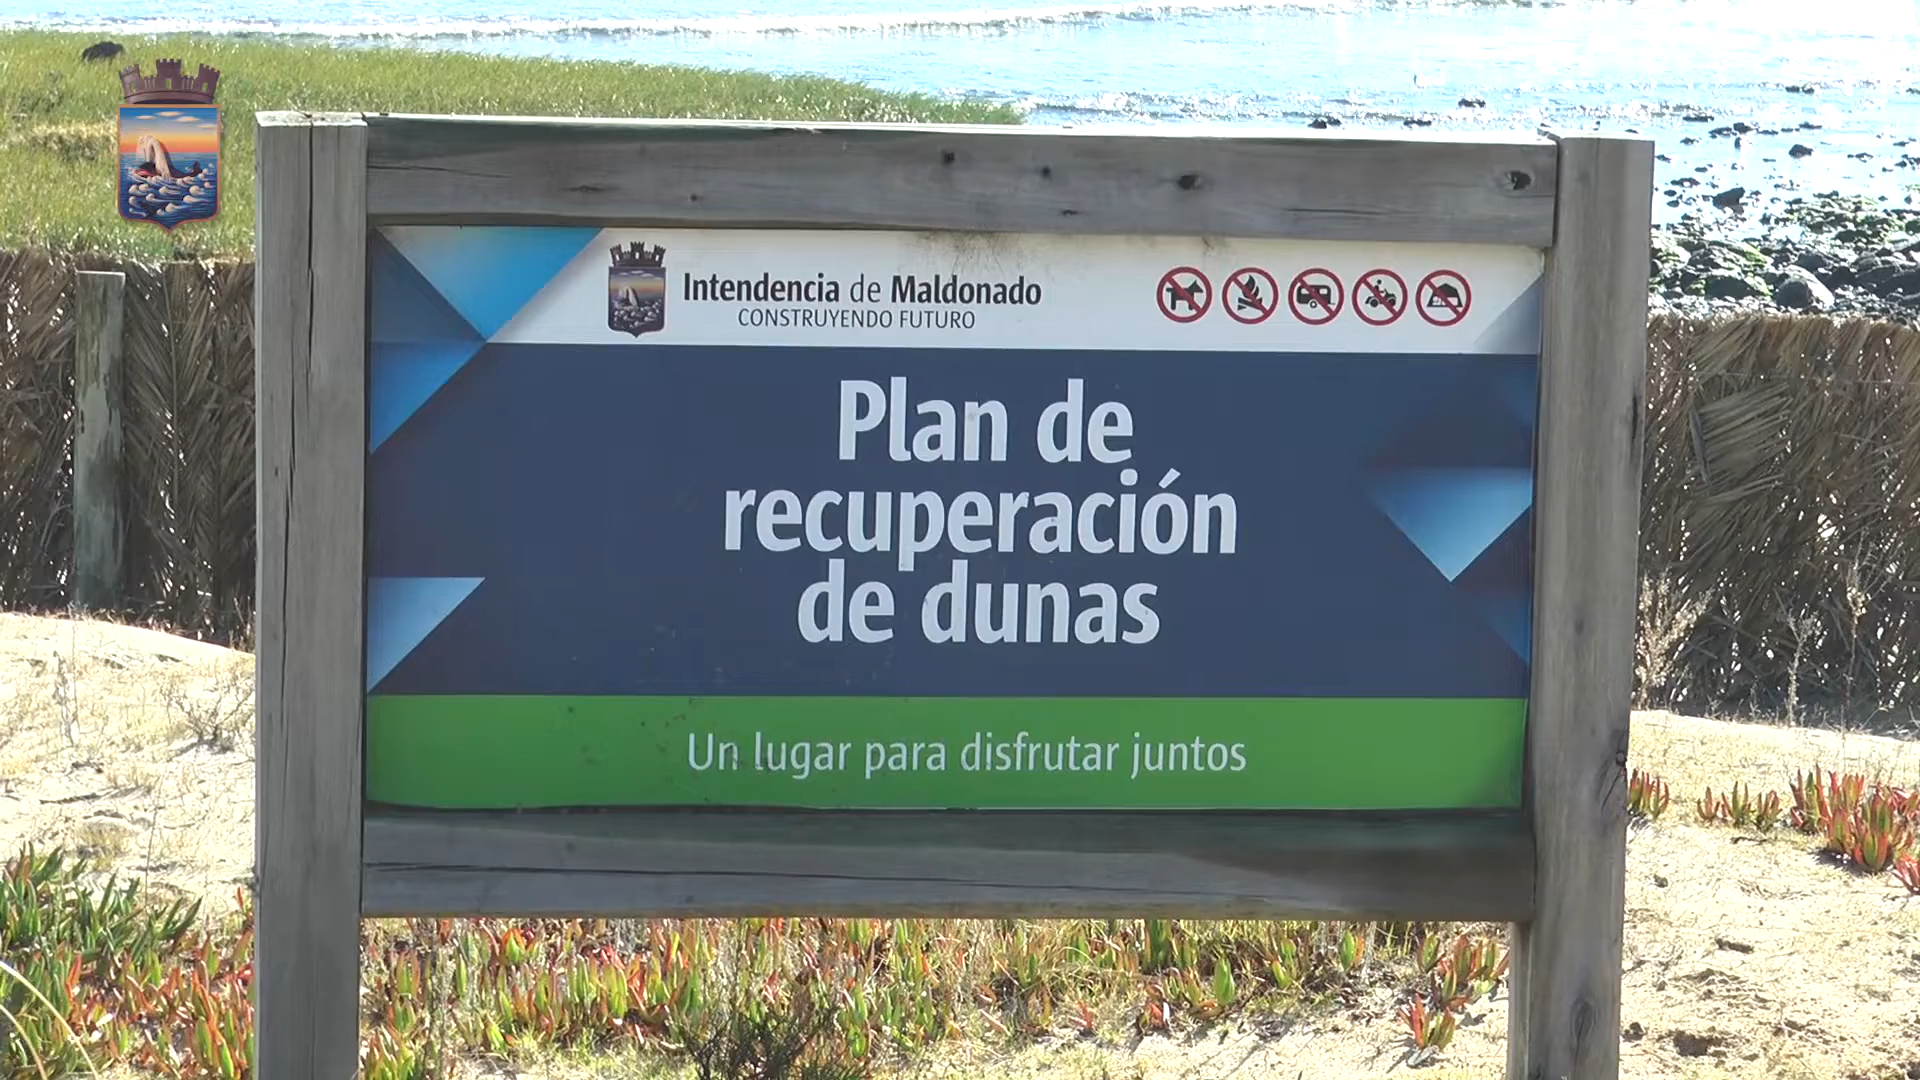 Intendencia de Maldonado
CONSTRUYENDO FUTURO
Plan de
recuperación
de dunas
Un lugar para disfrutar juntos